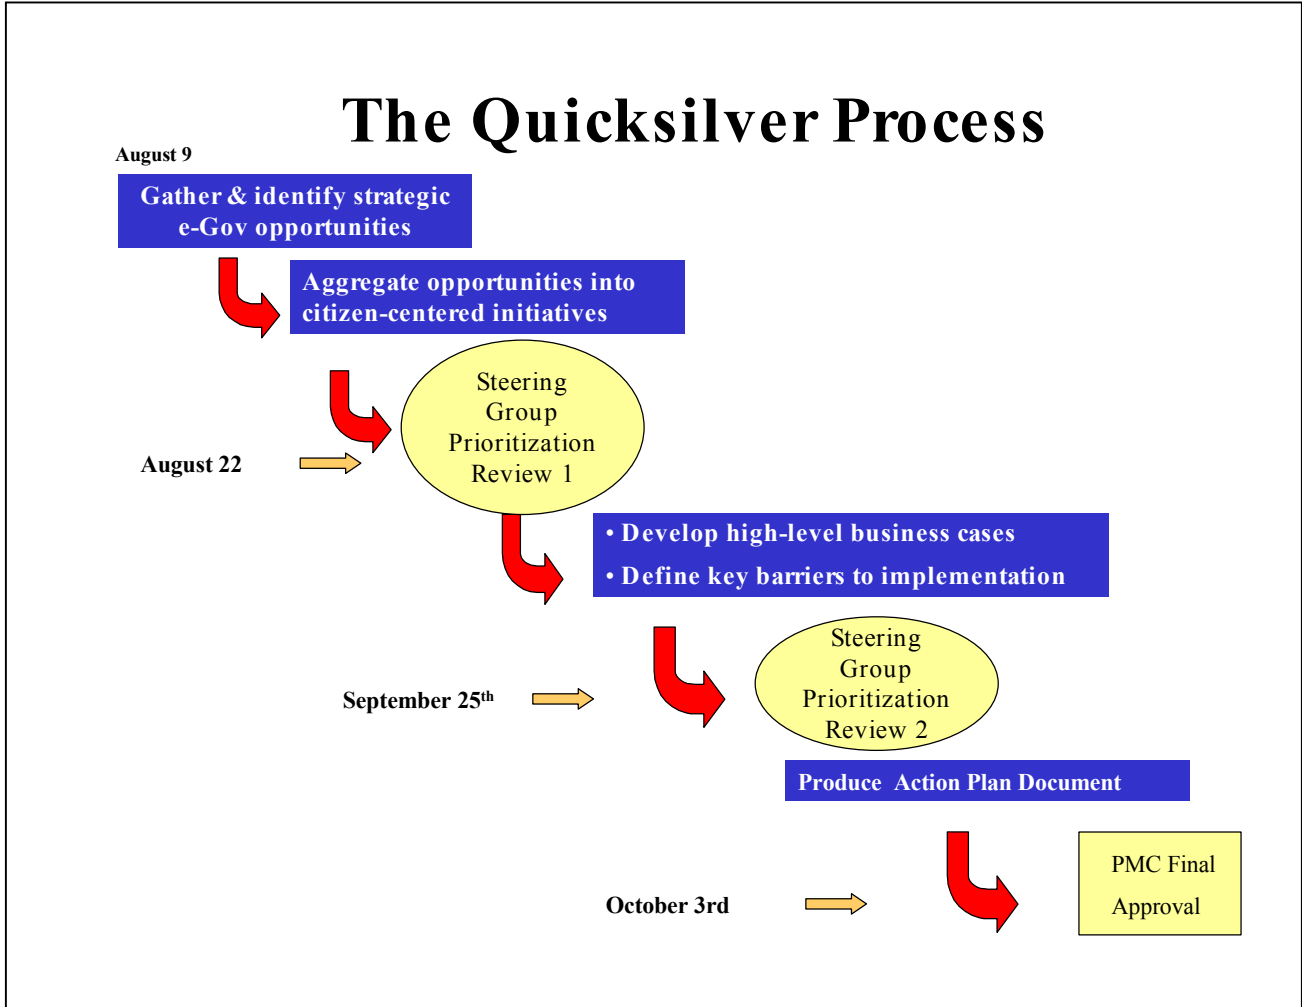 The Quicksilver Process
August 9
Gather & identify strategic
e-Gov opportunities
Aggregate opportunities into
citizen-centered initiatives
Steering
Group
Prioritization
Review 1
August 22
• Develop high-level business cases
• Define key barriers to implementation
Steering
Group
Prioritization
Review 2
September 25th
Produce Action Plan Document
PMC Final
Approval
October 3rd